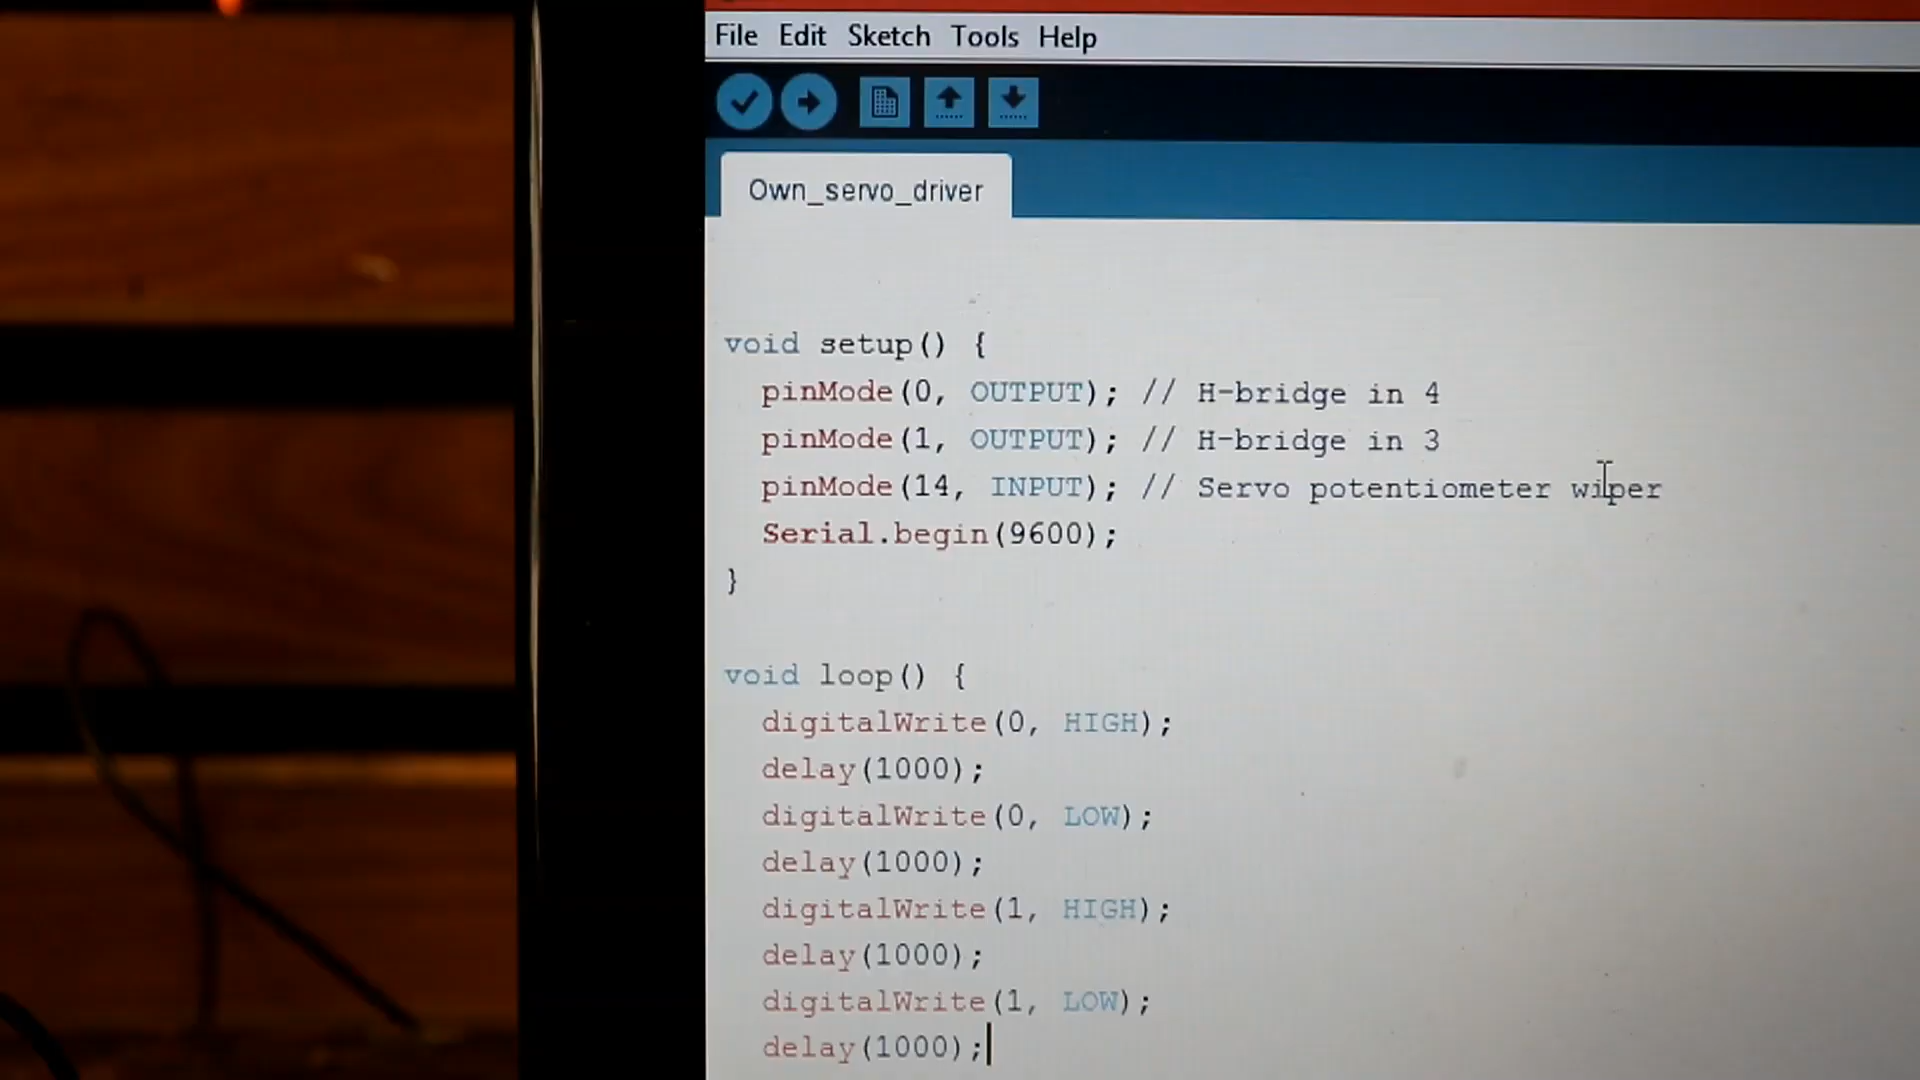 File Edit Sketch Tools Help
Own_servo_driver
void setup() {
pinMode(0, OUTPUT); // H-bridge in 4
pinMode(1, OUTPUT); // H-bridge in 3
pinMode(14, INPUT); // Servo potentiometer wiper
Serial.begin(9600);
}
void loop() {
digitalWrite(0, HIGH);
delay(1000);
digitalWrite(0, LOW);
delay(1000);
digitalWrite(1, HIGH);
delay(1000);
digitalWrite(1, LOW);
delay(1000);